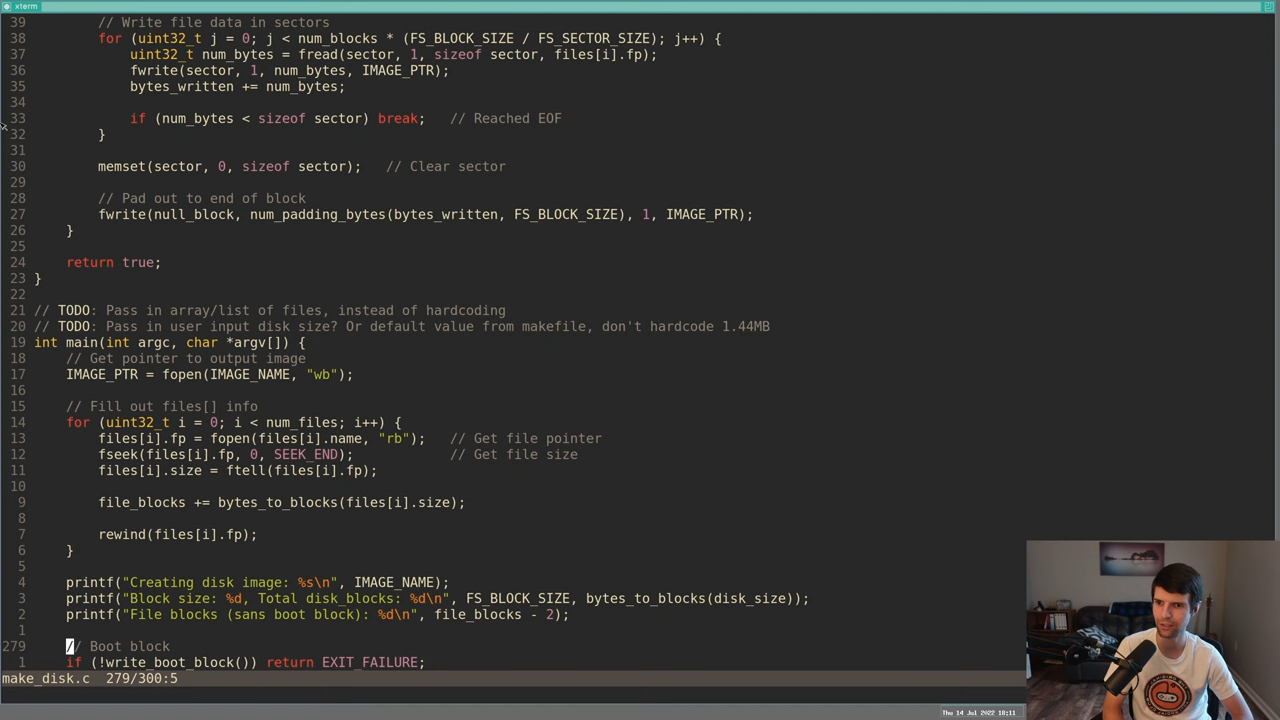 xterm
39 // Write file data in sectors
38 for (uint32_t j = 0; j < num_blocks * (FS_BLOCK_SIZE / FS_SECTOR_SIZE); j++) {
37 uint32_t num_bytes = fread(sector, 1, sizeof sector, files[i].fp);
36 fwrite(sector, 1, num_bytes, IMAGE_PTR);
35 bytes_written += num_bytes;
34
33 if (num_bytes < sizeof sector) break; // Reached EOF
32 }
31
30 memset(sector, 0, sizeof sector); // Clear sector
29
28 // Pad out to end of block
27 fwrite(null_block, num_padding_bytes(bytes_written, FS_BLOCK_SIZE), 1, IMAGE_PTR);
26 }
25
24 return true;
23 }
22
21 // TODO: Pass in array/list of files, instead of hardcoding
20 // TODO: Pass in user input disk size? Or default value from makefile, don't hardcode 1.44MB
19 int main(int argc, char *argv[]) {
18 // Get pointer to output image
17 IMAGE_PTR = fopen(IMAGE_NAME, "wb");
16
15 // Fill out files[] info
14 for (uint32_t i = 0; i < num_files; i++) {
13 files[i].fp = fopen(files[i].name, "rb"); // Get file pointer
12 fseek(files[i].fp, 0, SEEK_END); // Get file size
11 files[i].size = ftell(files[i].fp);
10
9 file_blocks += bytes_to_blocks(files[i].size);
8
7 rewind(files[i].fp);
6 }
5
4 printf("Creating disk image: %s\n", IMAGE_NAME);
3 printf("Block size: %d, Total disk_blocks: %d\n", FS_BLOCK_SIZE, bytes_to_blocks(disk_size));
2 printf("File blocks (sans boot block): %d\n", file_blocks - 2);
1
279 // Boot block
1 if (!write_boot_block()) return EXIT_FAILURE;
make_disk.c 279/300:5
Thu 14 Jul 2022 18:11